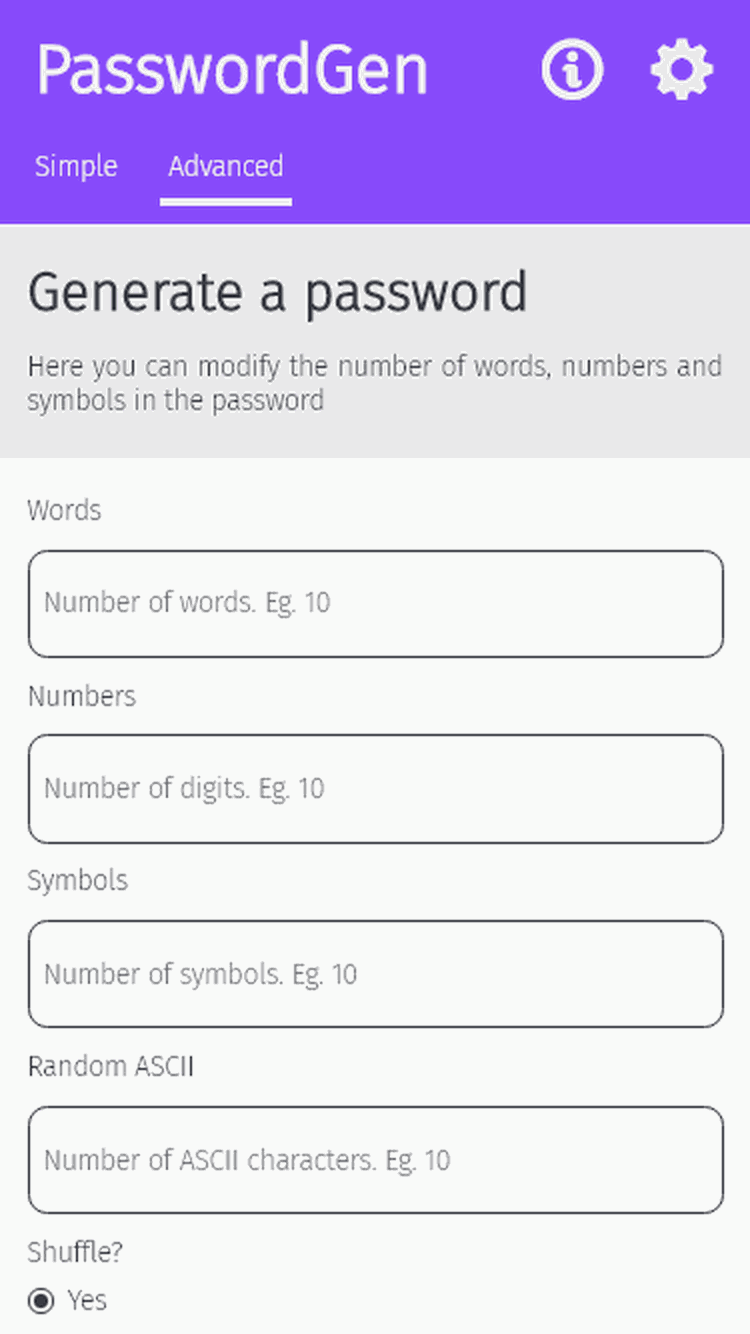 PasswordGen
Simple Advanced
Generate a password
Here you can modify the number of words, numbers and
symbols in the password
Words
Number of words. Eg. 10
Numbers
Number of digits. Eg. 10
Symbols
Number of symbols. Eg. 10
Random ASCII
Number of ASCII characters. Eg. 10
Shuffle?
Yes